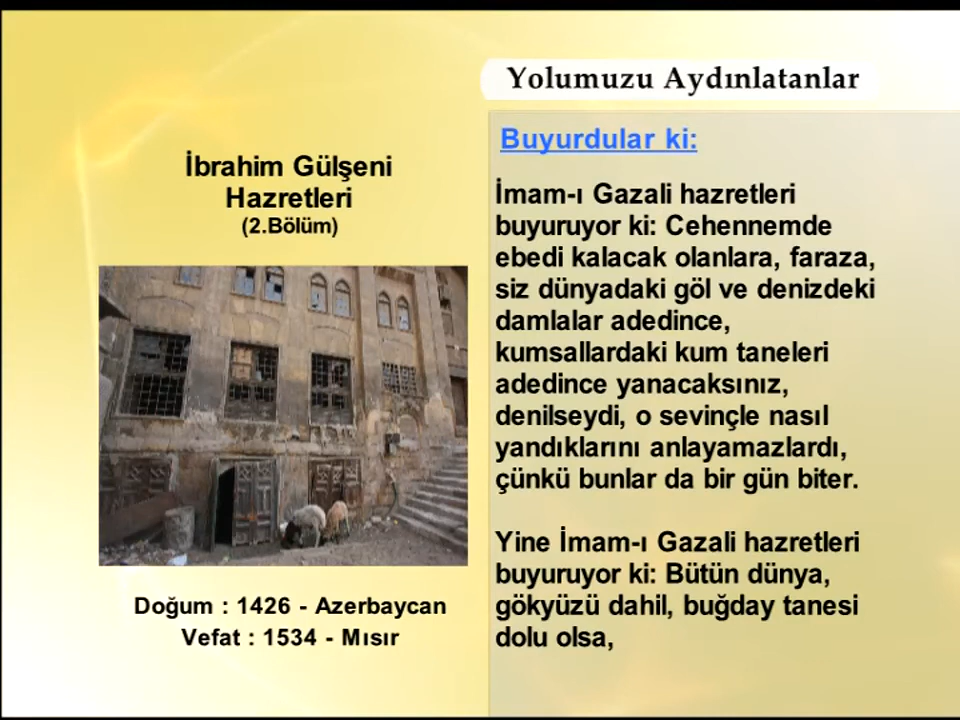 Yolumuzu Aydınlatanlar
İbrahim Gülşeni
Hazretleri
(2.Bölüm)
Doğum : 1426 - Azerbaycan
Vefat : 1534 - Mısır
Buyurdular ki:
İmam-ı Gazali hazretleri
buyuruyor ki: Cehennemde
ebedi kalacak olanlara, faraza,
siz dünyadaki göl ve denizdeki
damlalar adedince,
kumsallardaki kum taneleri
adedince yanacaksınız,
denilseydi, o sevinçle nasıl
yandıklarını anlayamazlardı,
çünkü bunlar da bir gün biter.
Yine İmam-ı Gazali hazretleri
buyuruyor ki: Bütün dünya,
gökyüzü dahil, buğday tanesi
dolu olsa,